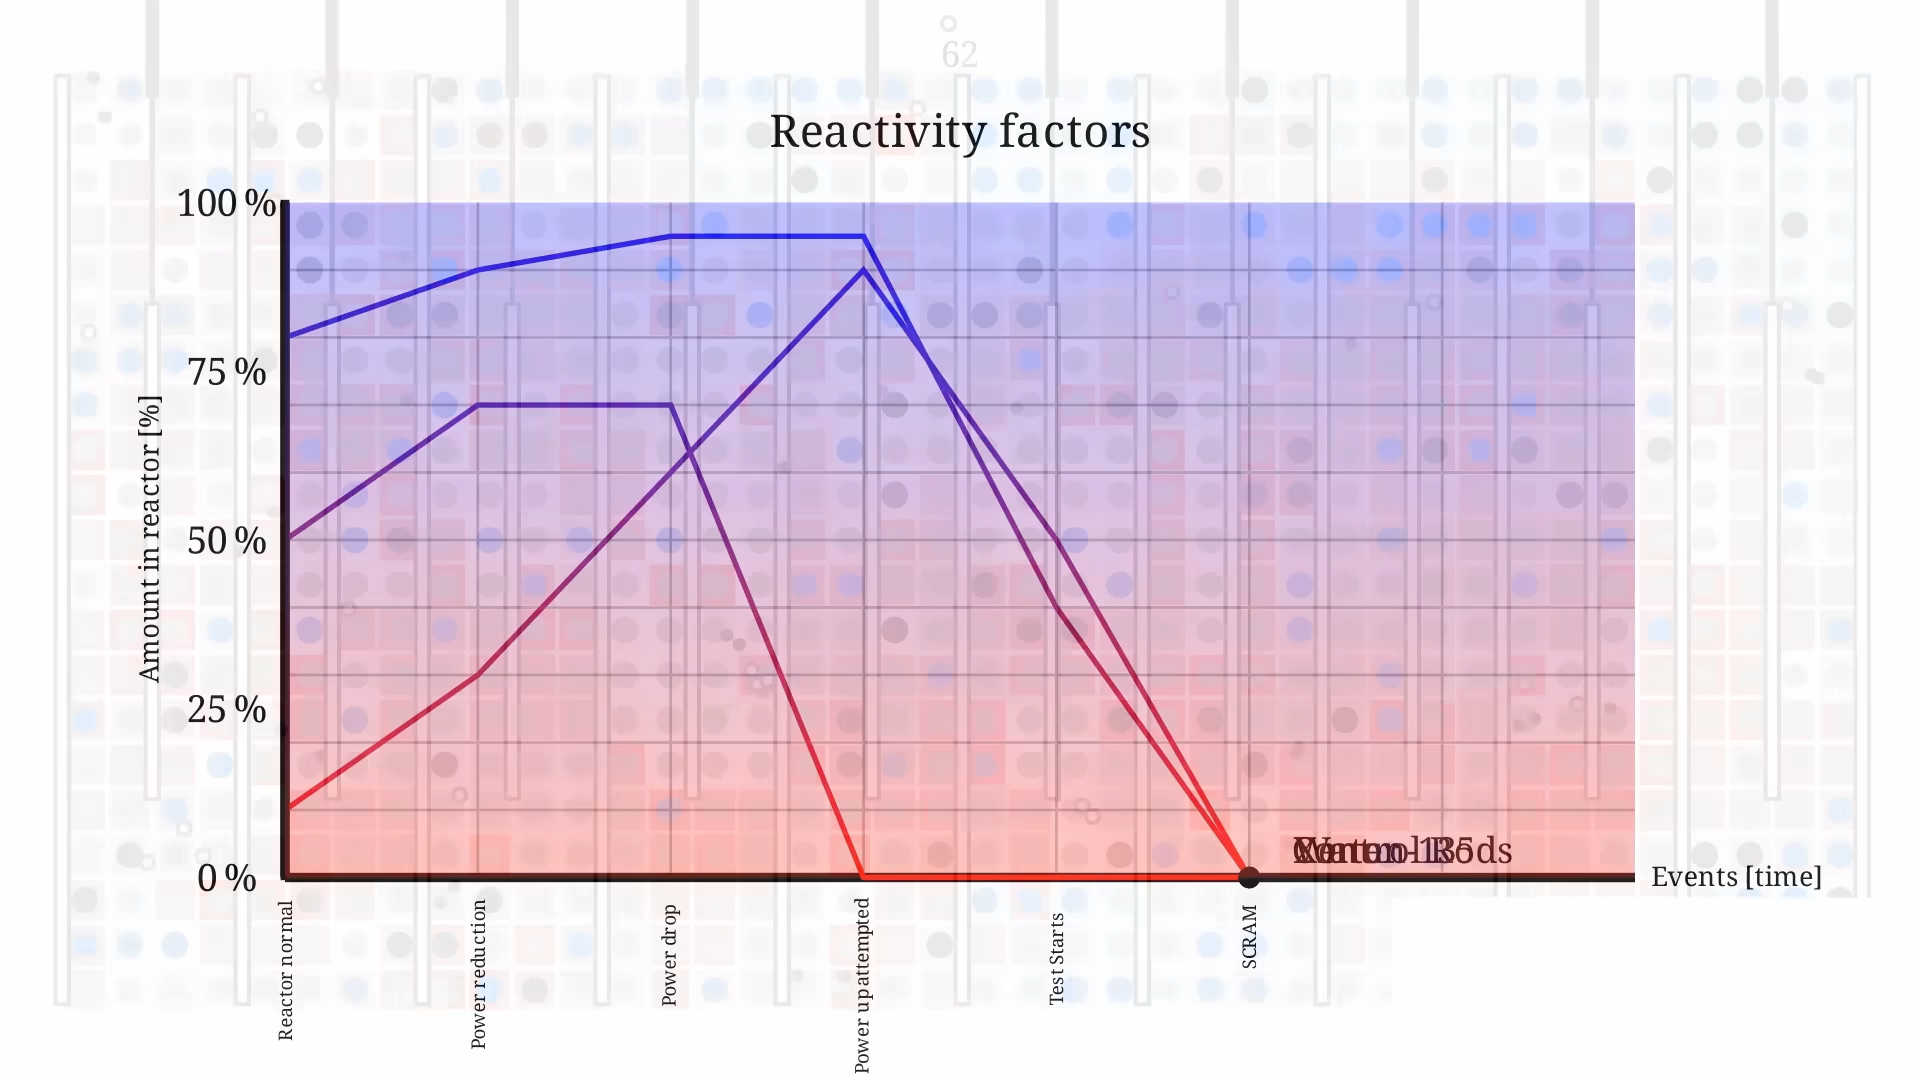 62
Reactivity factors
100 %
75 %
50 %
25 %
0 %
Amount in reactor [%]
Events [time]
Reactor normal
Power reduction
Power drop
Power up attempted
Test Starts
SCRAM